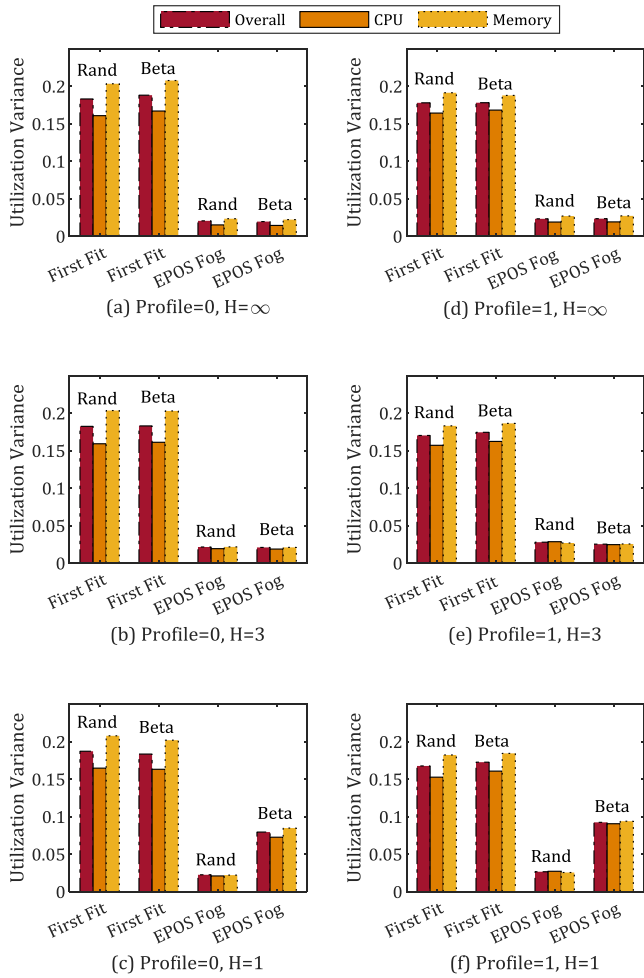 Overall CPU Memory
Utilization Variance
0.2
0.15
0.1
0.05
0
Rand
Beta
Rand
Beta
First Fit
First Fit
EPOS Fog
EPOS Fog
(a) Profile=0, H=∞
Utilization Variance
0.2
0.15
0.1
0.05
0
Rand
Beta
Rand
Beta
First Fit
First Fit
EPOS Fog
EPOS Fog
(d) Profile=1, H=∞
Utilization Variance
0.2
0.15
0.1
0.05
0
Rand
Beta
Rand
Beta
First Fit
First Fit
EPOS Fog
EPOS Fog
(b) Profile=0, H=3
Utilization Variance
0.2
0.15
0.1
0.05
0
Rand
Beta
Rand
Beta
First Fit
First Fit
EPOS Fog
EPOS Fog
(e) Profile=1, H=3
Utilization Variance
0.2
0.15
0.1
0.05
0
Rand
Beta
Rand
Beta
First Fit
First Fit
EPOS Fog
EPOS Fog
(c) Profile=0, H=1
Utilization Variance
0.2
0.15
0.1
0.05
0
Rand
Beta
Rand
Beta
First Fit
First Fit
EPOS Fog
EPOS Fog
(f) Profile=1, H=1